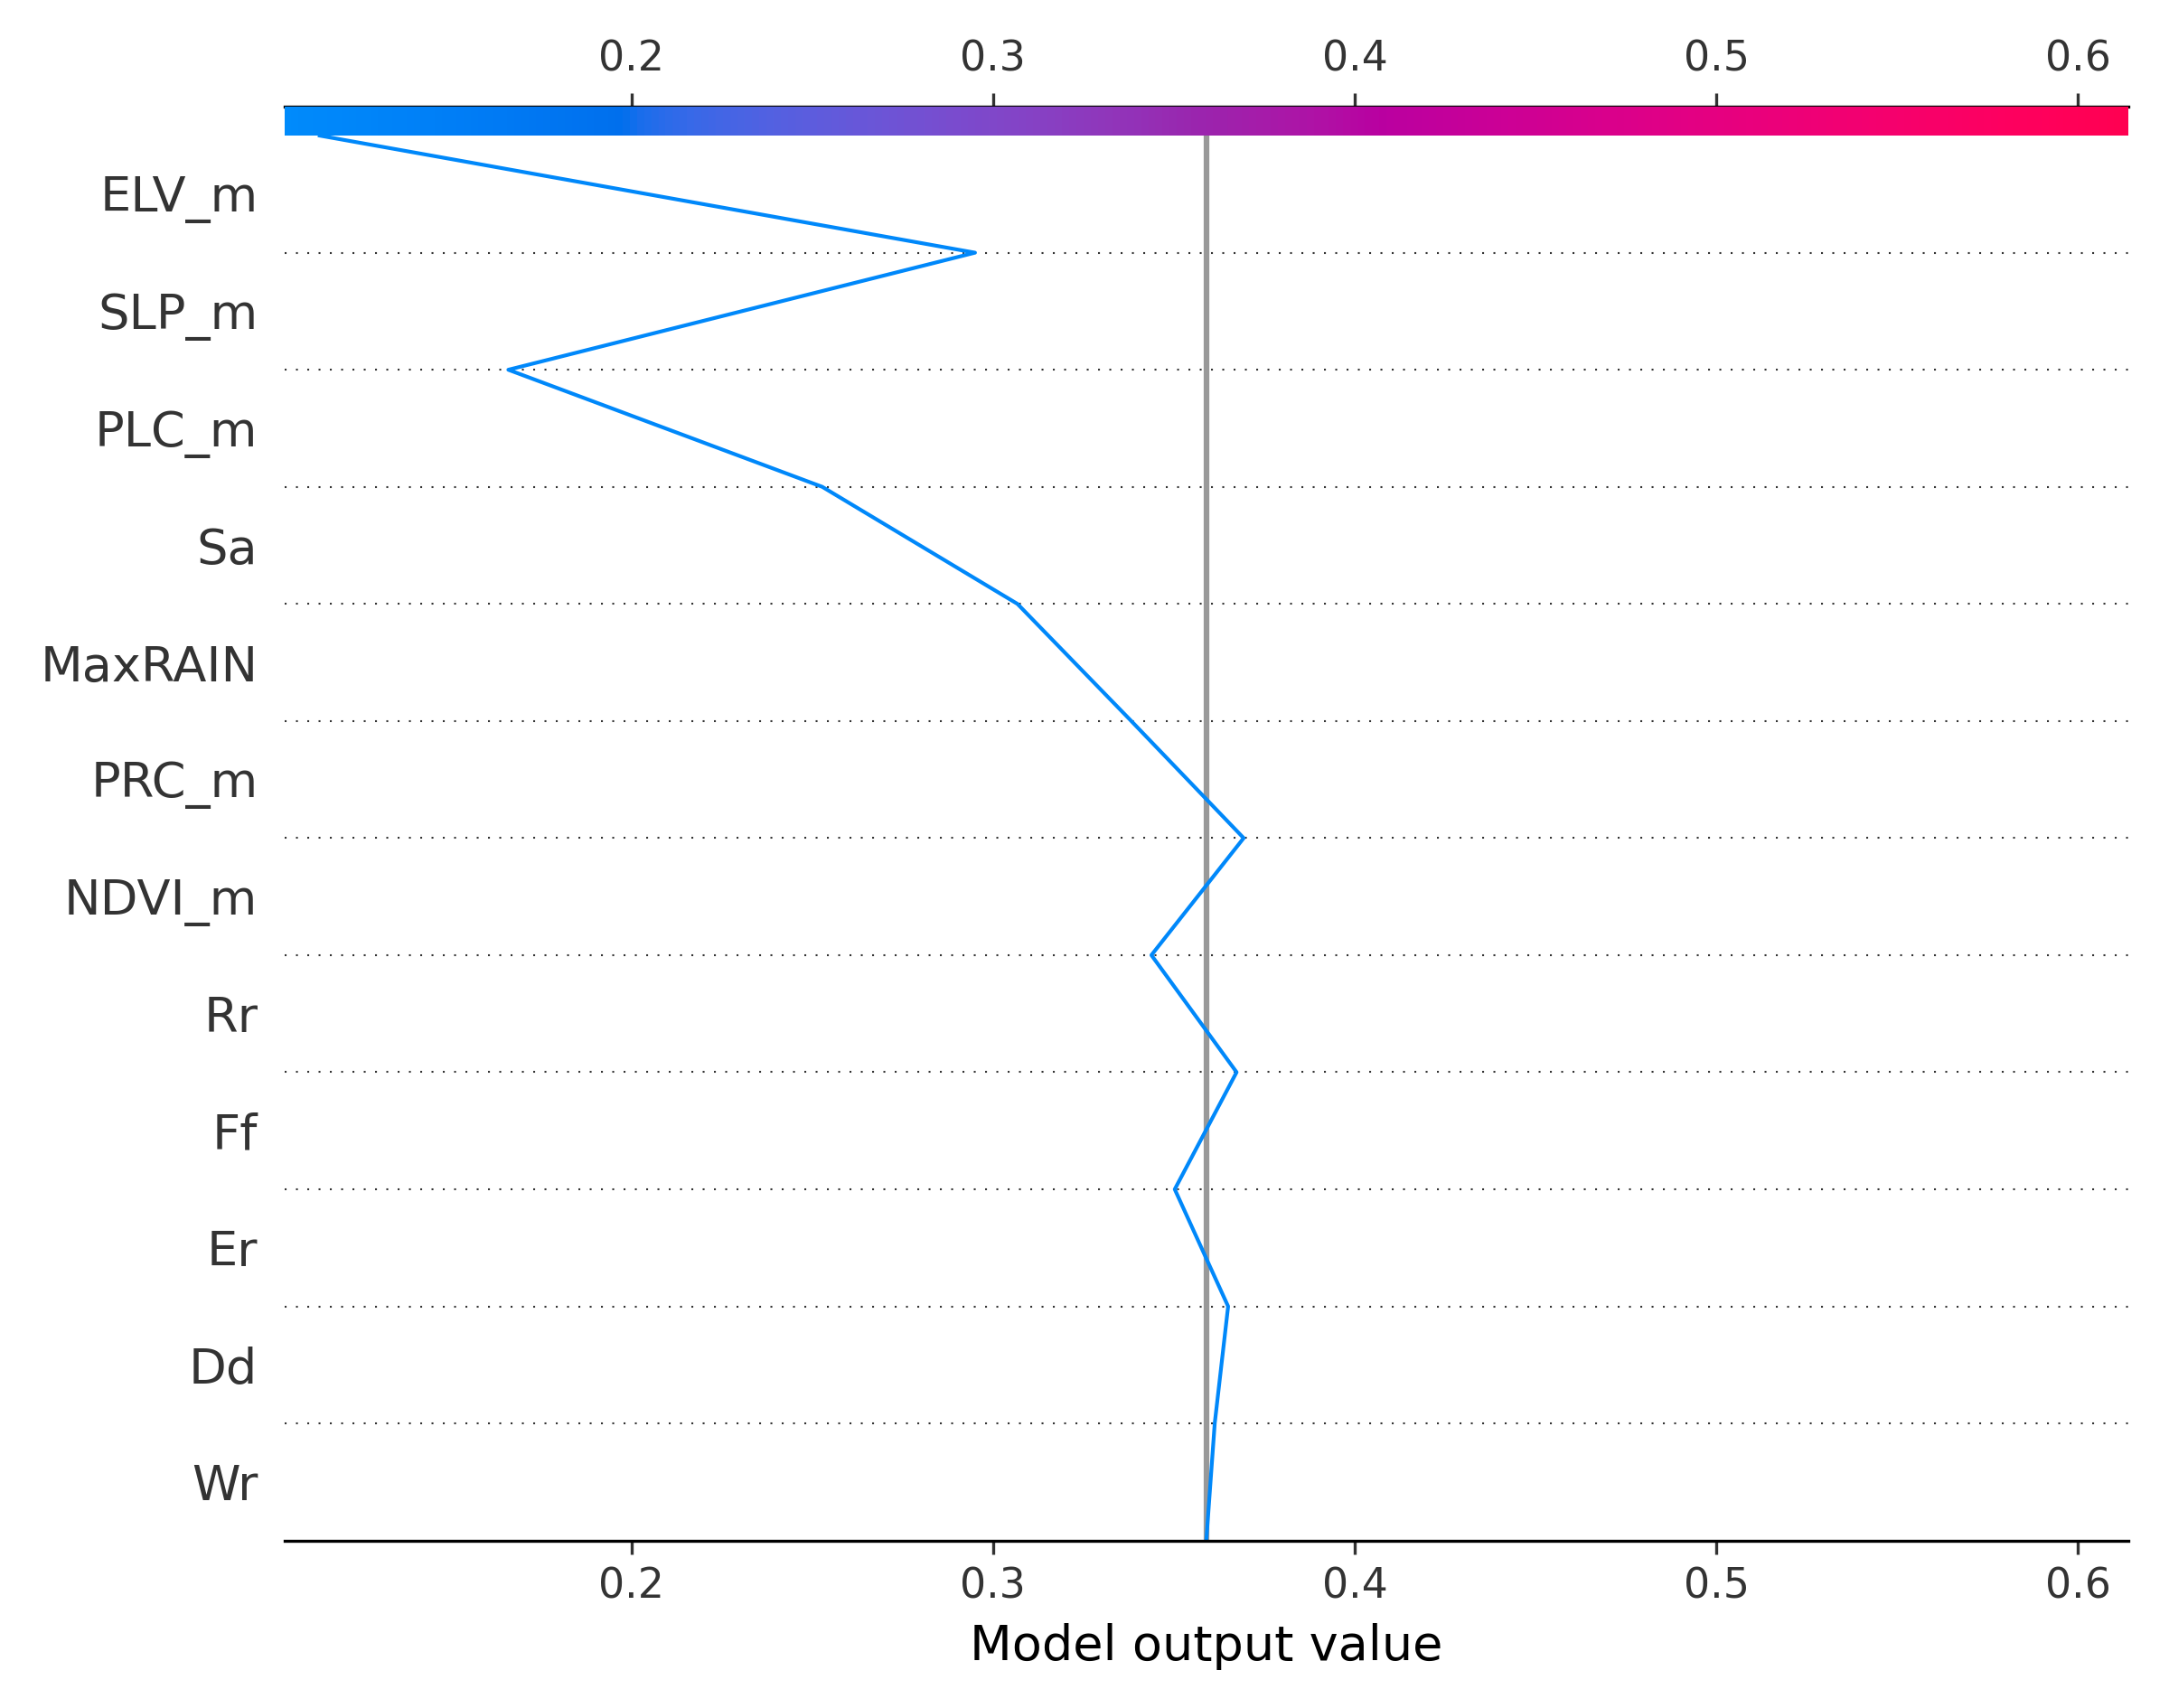 0.2 0.3 0.4 0.5 0.6
ELV_m
SLP_m
PLC_m
Sa
MaxRAIN
PRC_m
NDVI_m
Rr
Ff
Er
Dd
Wr
0.2 0.3 0.4 0.5 0.6
Model output value